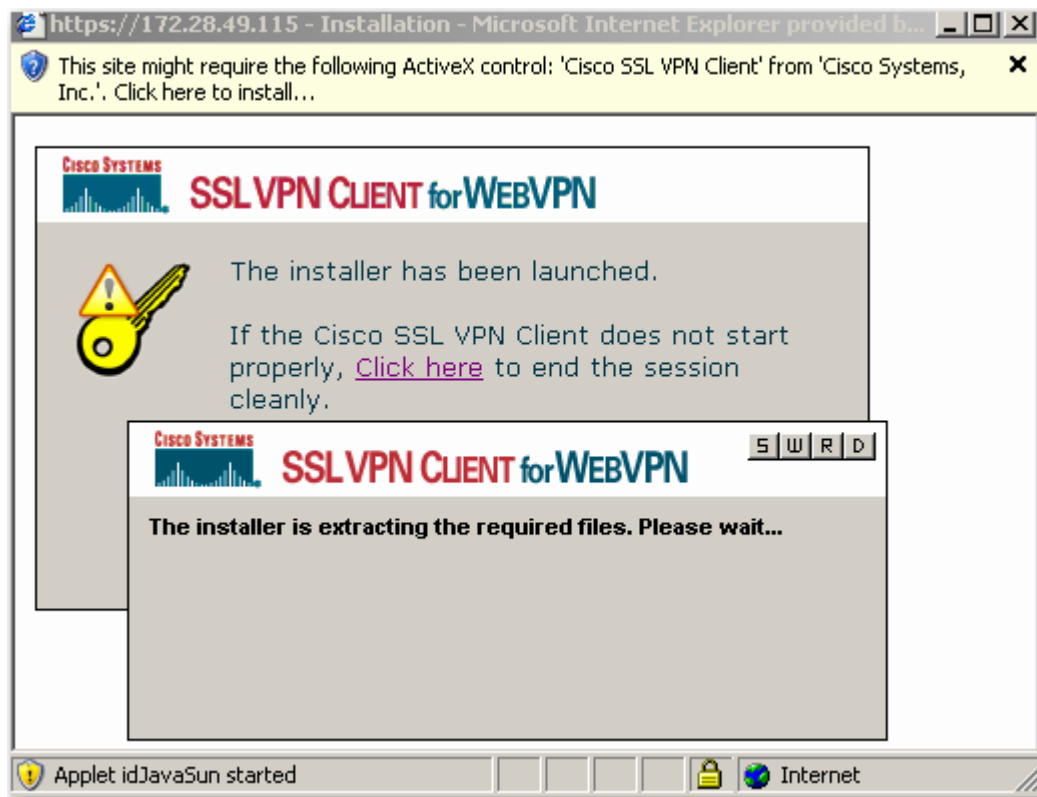 https://172.28.49.115 - Installation - Microsoft Internet Explorer provided b...
This site might require the following ActiveX control: 'Cisco SSL VPN Client' from 'Cisco Systems,
Inc.'. Click here to install...
CISCO SYSTEMS
SSL VPN CLIENT for WEBVPN
The installer has been launched.
If the Cisco SSL VPN Client does not start
properly, Click here to end the session
cleanly.
CISCO SYSTEMS
SSL VPN CLIENT for WEBVPN
S W R D
The installer is extracting the required files. Please wait...
Applet idJavaSun started
Internet